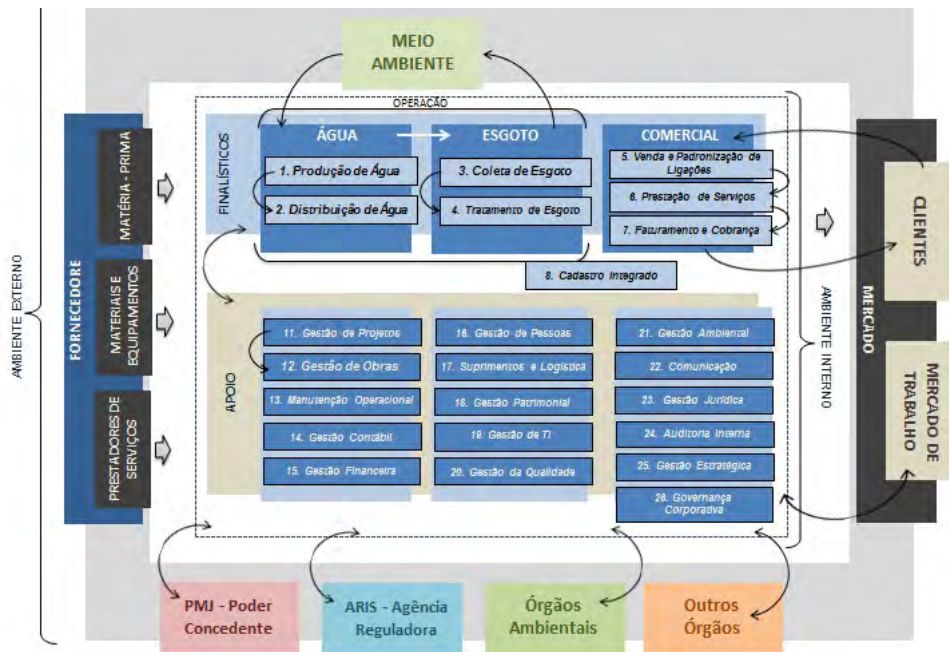 MEIO
AMBIENTE
OPERAÇÃO
AMBIENTE EXTERNO
FORNECEDORE
MATÉRIA - PRIMA
MATERIAIS E
EQUIPAMENTOS
PRESTADORES DE
SERVIÇOS
FINALÍSTICOS
ÁGUA
1. Produção de Água
2. Distribuição de Água
ESGOTO
3. Coleta de Esgoto
4. Tratamento de Esgoto
COMERCIAL
5. Venda e Padronização de
Ligações
6. Prestação de Serviços
7. Faturamento e Cobrança
8. Cadastro Integrado
APOIO
11. Gestão de Projetos
12. Gestão de Obras
13. Manutenção Operacional
14. Gestão Contábil
15. Gestão Financeira
16. Gestão de Pessoas
17. Suprimentos e Logística
18. Gestão Patrimonial
19. Gestão de TI
20. Gestão da Qualidade
21. Gestão Ambiental
22. Comunicação
23. Gestão Jurídica
24. Auditoria Interna
25. Gestão Estratégica
26. Governança
Corporativa
AMBIENTE INTERNO
MERCADO
CLIENTES
MERCADO DE
TRABALHO
PMJ - Poder
Concedente
ARIS - Agência
Reguladora
Órgãos
Ambientais
Outros
Órgãos